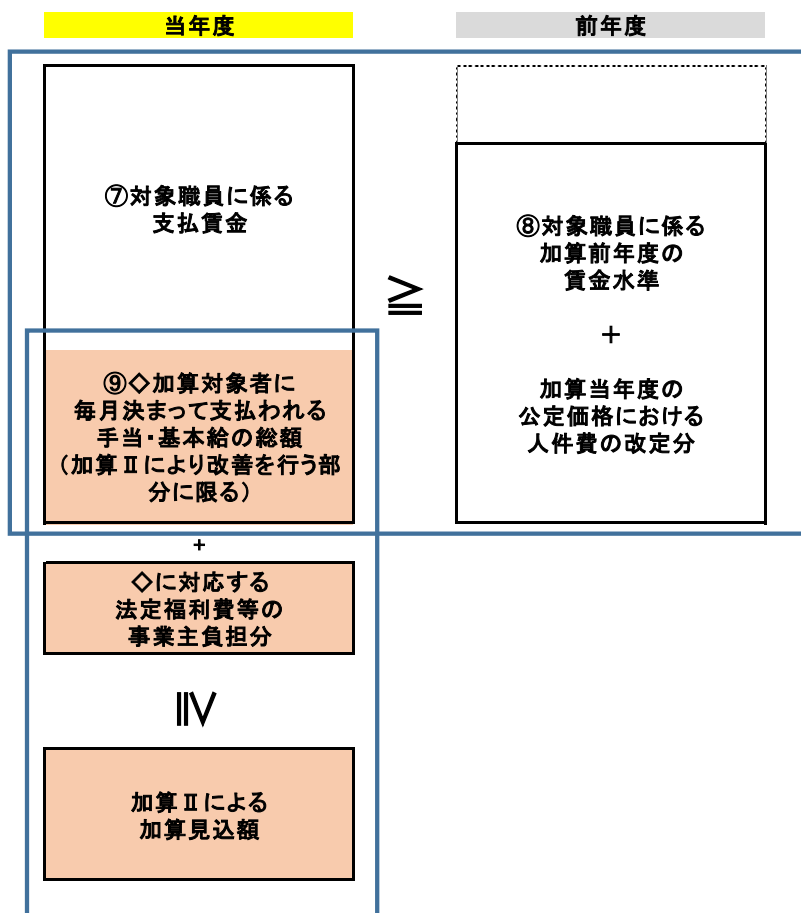 当年度
前年度
⑦対象職員に係る
支払賃金
≧
⑧対象職員に係る
加算前年度の
賃金水準
+
加算当年度の
公定価格における
人件費の改定分
⑨◇加算対象者に
毎月決まって支払われる
手当・基本給の総額
(加算Ⅱにより改善を行う部
分に限る)
+
◇に対応する
法定福利費等の
事業主負担分
≧
加算Ⅱによる
加算見込額